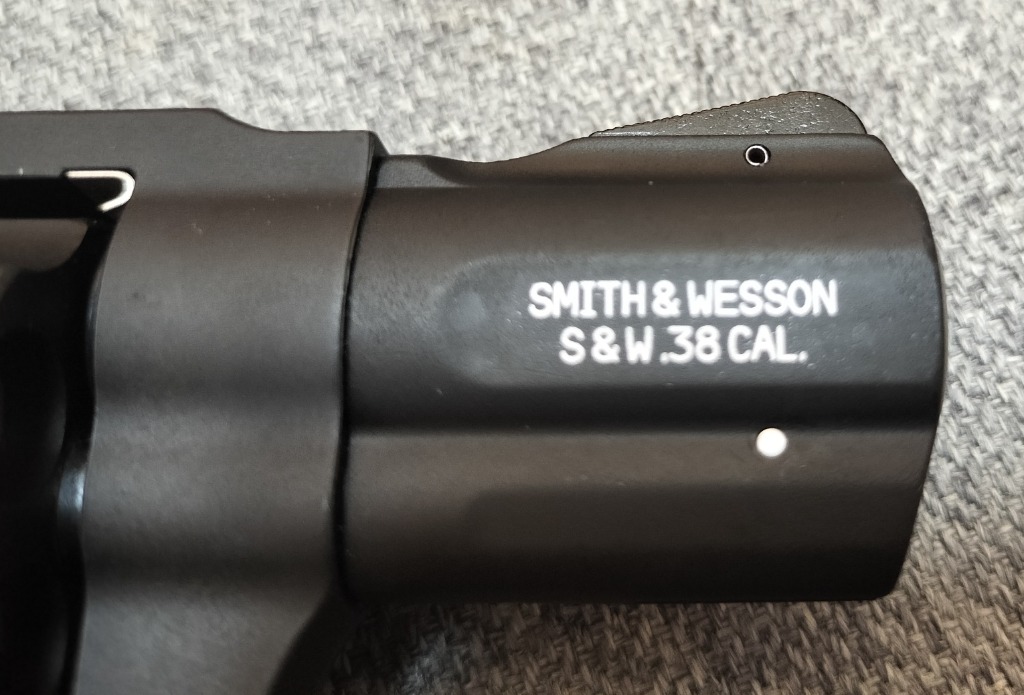 SMITH & WESSON
S & W .38 CAL.